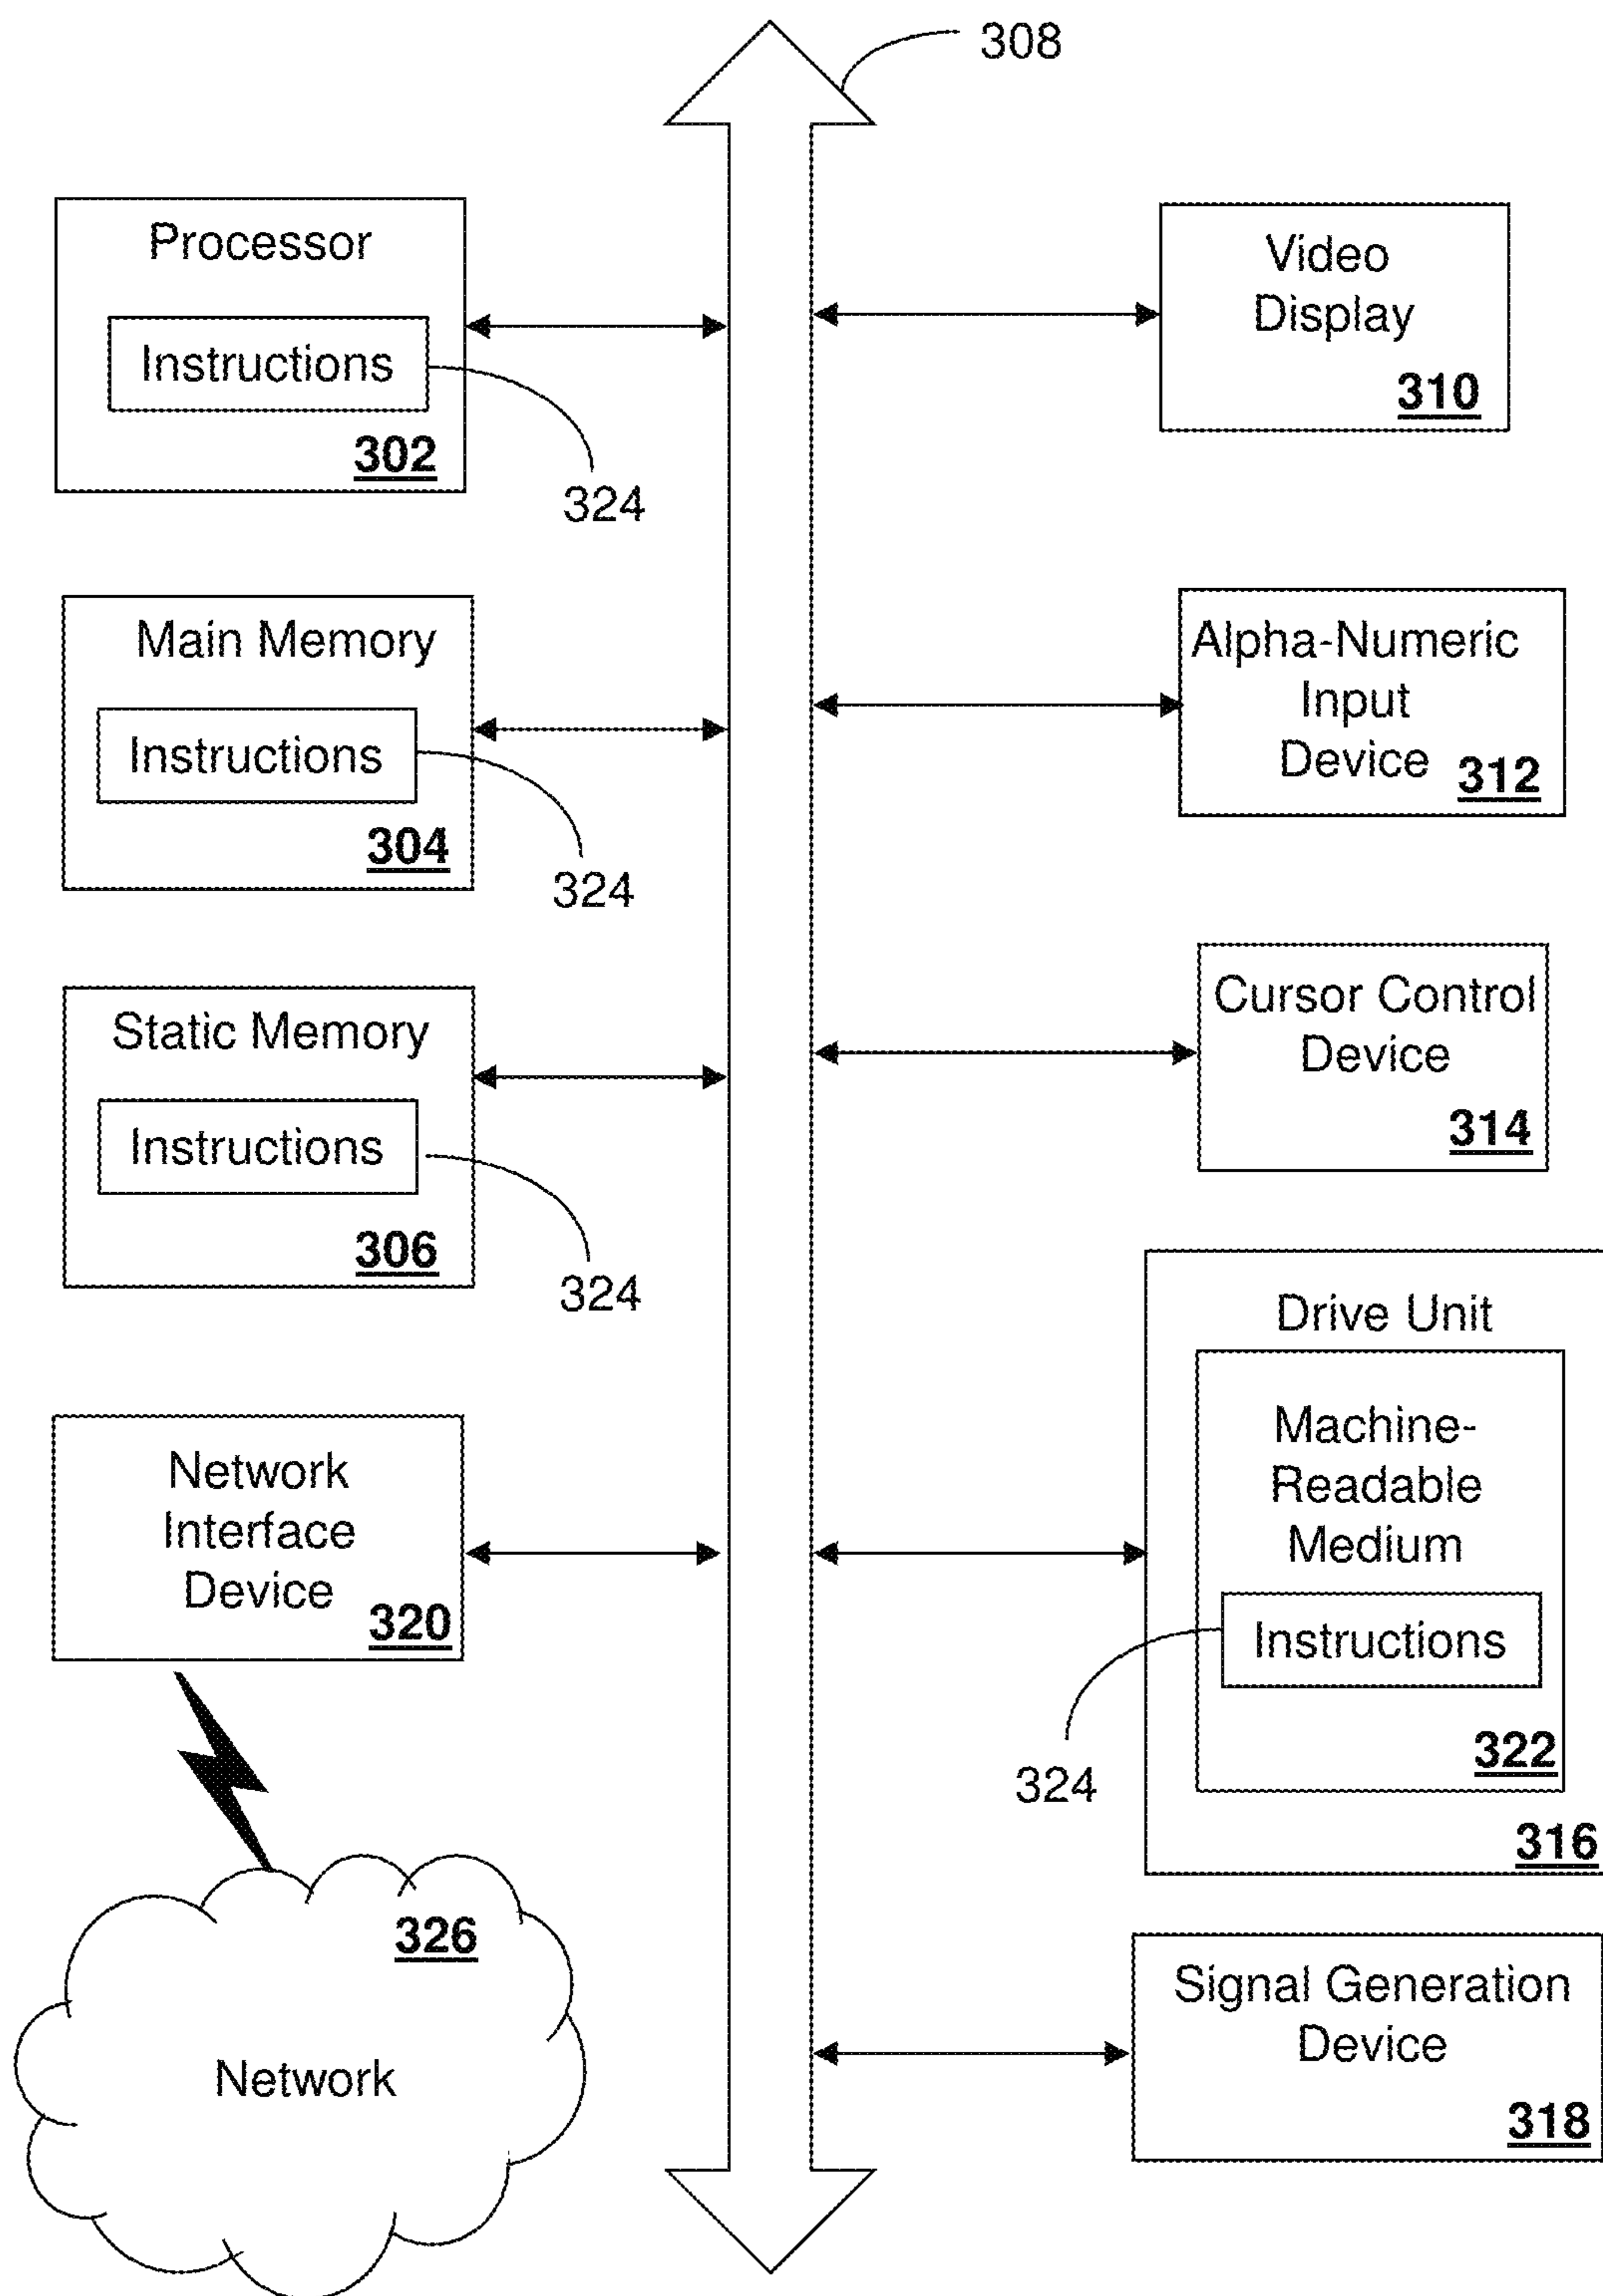 308
Processor
Instructions
302
324
Main Memory
Instructions
304
324
Static Memory
Instructions
306
324
Network
Interface
Device
320
326
Network
Video
Display
310
Alpha-Numeric
Input
Device
312
Cursor Control
Device
314
Drive Unit
Machine-
Readable
Medium
Instructions
324
322
316
Signal Generation
Device
318